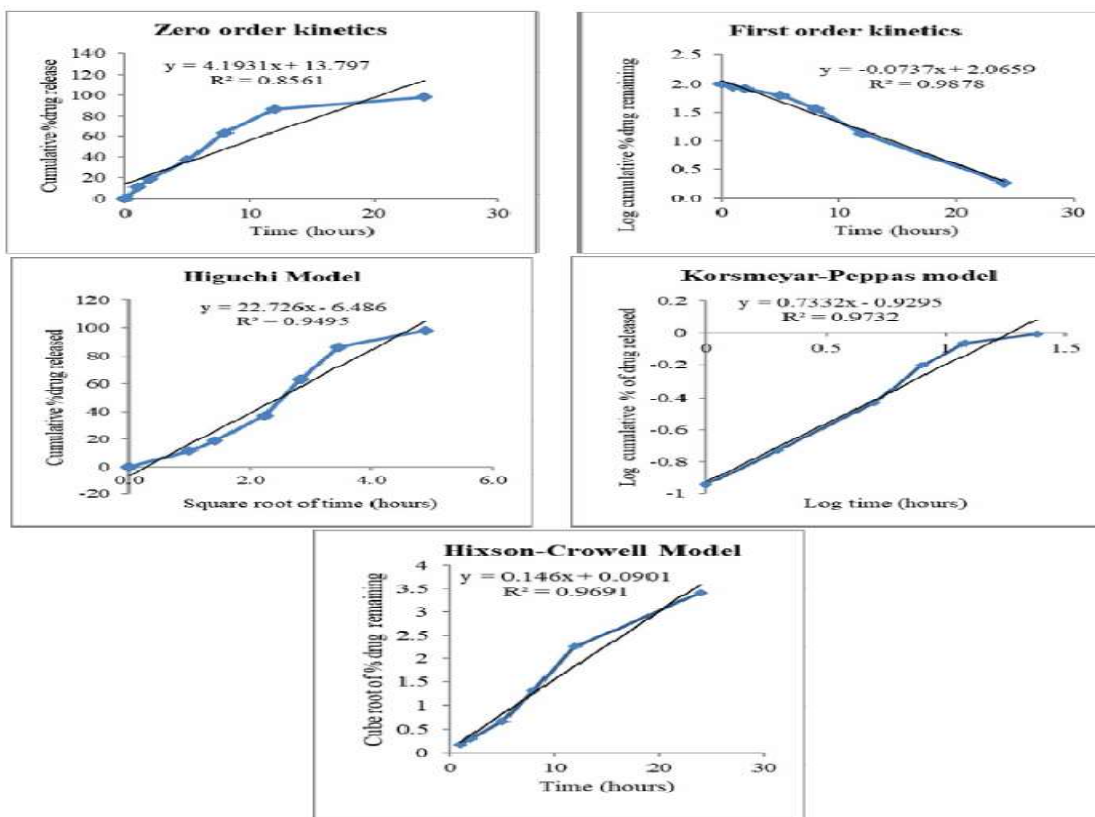 Zero order kinetics
y = 4.1931x + 13.797
R² = 0.8561
Cumulative %drug release
140
120
100
80
60
40
20
0
0
10
20
30
Time (hours)
First order kinetics
y = -0.0737x + 2.0659
R² = 0.9878
Log cumulative % drug remaining
2.5
2.0
1.5
1.0
0.5
0.0
0
10
20
30
Time (hours)
Higuchi Model
y = 22.726x - 6.486
R² = 0.9495
Cumulative %drug released
120
100
80
60
40
20
0
-20
0.0
2.0
4.0
6.0
Square root of time (hours)
Korsmeyar-Peppas model
y = 0.7332x - 0.9295
R² = 0.9732
Log cumulative % of drug released
0.2
0
-0.2
-0.4
-0.6
-0.8
-1
0
0.5
1
1.5
Log time (hours)
Hixson-Crowell Model
y = 0.146x + 0.0901
R² = 0.9691
Cube root of % drug remaining
4
3.5
3
2.5
2
1.5
1
0.5
0
0
10
20
30
Time (hours)